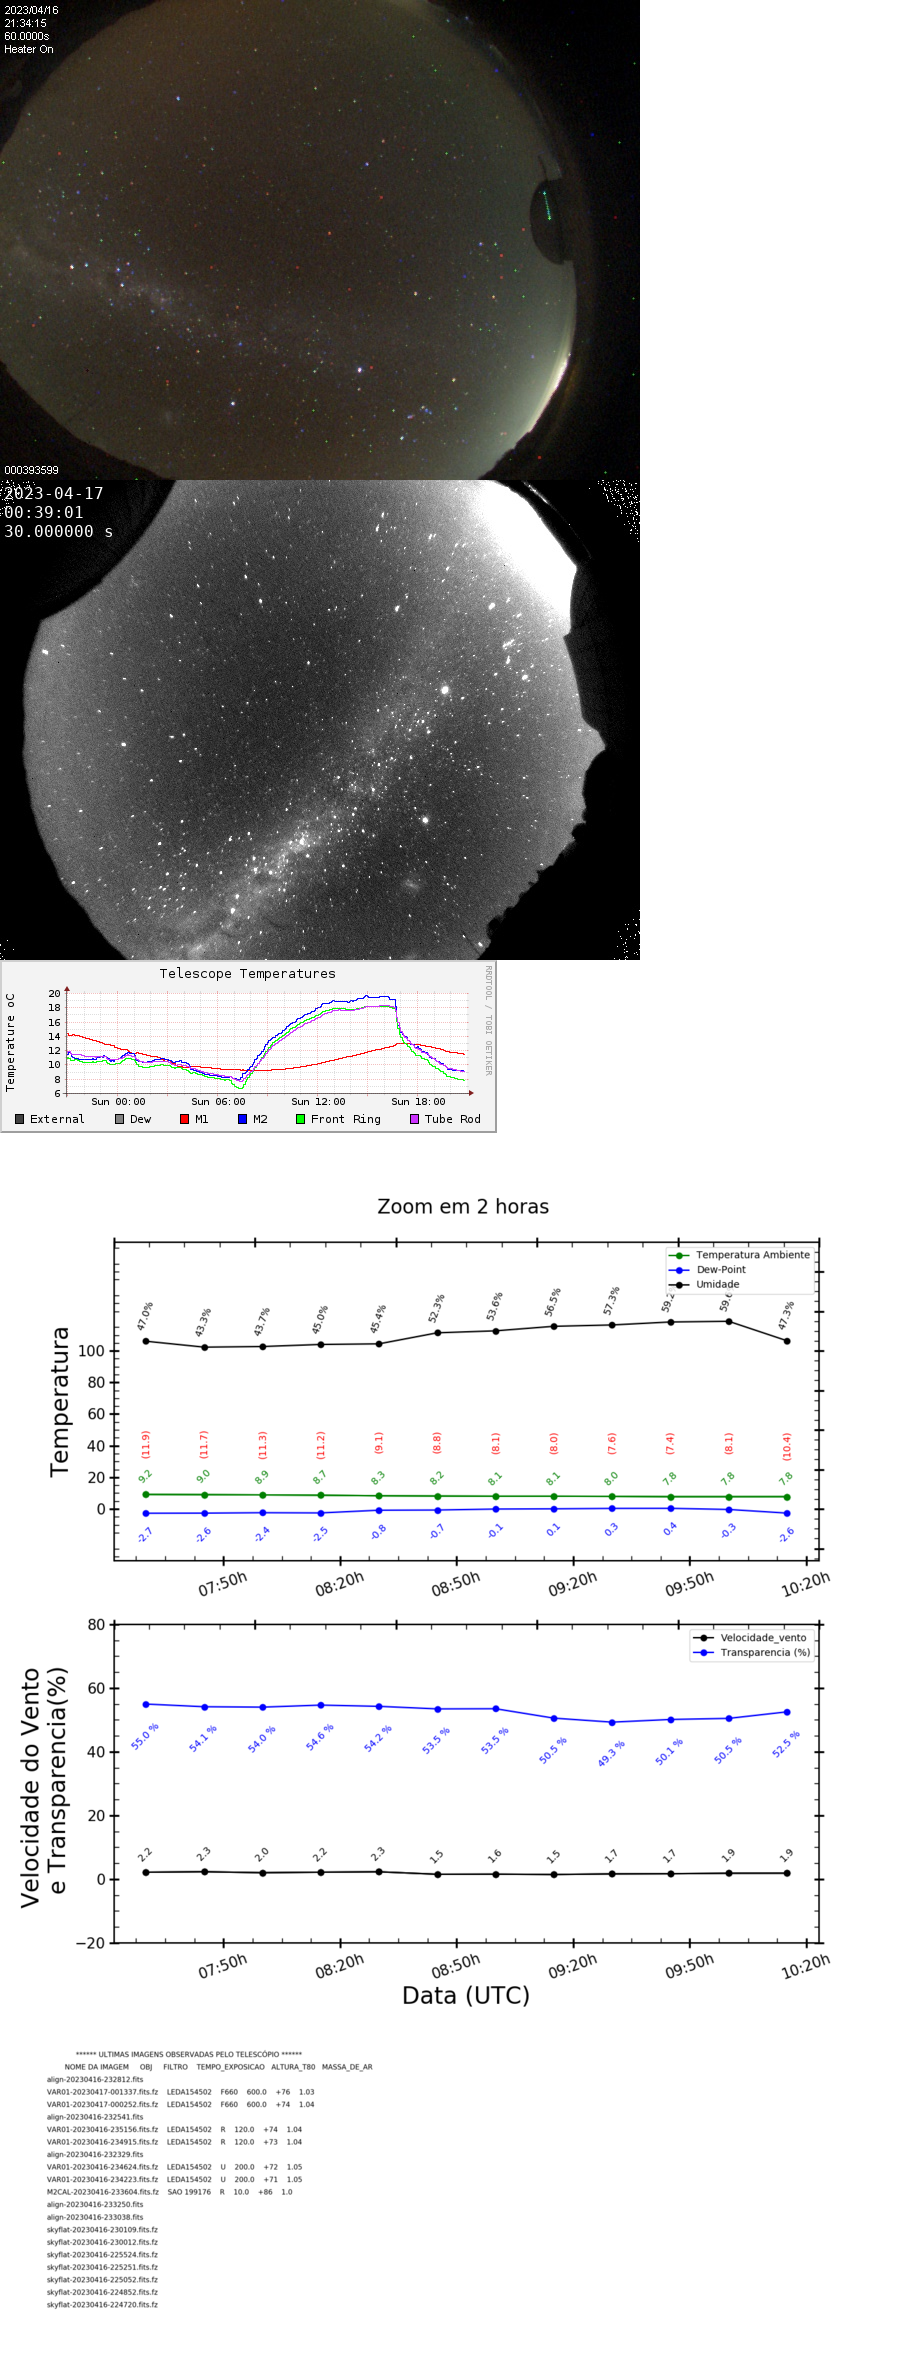 2023/04/16
21:34:15
60.0000s
Heater On
000393599
2023-04-17
00:39:01
30.000000 s
Telescope Temperatures
RRDTOOL / TOBI OETIKER
Temperature oC
20
18
16
14
12
10
8
6
Sun 00:00 Sun 06:00 Sun 12:00 Sun 18:00
External Dew M1 M2 Front Ring Tube Rod
Zoom em 2 horas
Temperatura Ambiente
Dew-Point
Umidade
47.0% 43.3% 43.7% 45.0% 45.4% 52.3% 53.6% 56.5% 57.3% 59. 59. 47.3%
Temperatura
100
80
60
40
20
0
(11.9) (11.7) (11.3) (11.2) (9.1) (8.8) (8.1) (8.0) (7.6) (7.4) (8.1) (10.4)
9.2 9.0 8.9 8.7 8.3 8.2 8.1 8.1 8.0 7.8 7.8 7.8
-2.7 -2.6 -2.4 -2.5 -0.8 -0.7 -0.1 0.1 0.3 0.4 -0.3 -2.6
07:50h 08:20h 08:50h 09:20h 09:50h 10:20h
Velocidade_vento
Transparencia (%)
Velocidade do Vento
e Transparencia(%)
80
60
40
20
0
−20
55.0 % 54.1 % 54.0 % 54.6 % 54.2 % 53.5 % 53.5 % 50.5 % 49.3 % 50.1 % 50.5 % 52.5 %
2.2 2.3 2.0 2.2 2.3 1.5 1.6 1.5 1.7 1.7 1.9 1.9
07:50h 08:20h 08:50h 09:20h 09:50h 10:20h
Data (UTC)
****** ULTIMAS IMAGENS OBSERVADAS PELO TELESCÓPIO ******
NOME DA IMAGEM OBJ FILTRO TEMPO_EXPOSICAO ALTURA_T80 MASSA_DE_AR
align-20230416-232812.fits
VAR01-20230417-001337.fits.fz LEDA154502 F660 600.0 +76 1.03
VAR01-20230417-000252.fits.fz LEDA154502 F660 600.0 +74 1.04
align-20230416-232541.fits
VAR01-20230416-235156.fits.fz LEDA154502 R 120.0 +74 1.04
VAR01-20230416-234915.fits.fz LEDA154502 R 120.0 +73 1.04
align-20230416-232329.fits
VAR01-20230416-234624.fits.fz LEDA154502 U 200.0 +72 1.05
VAR01-20230416-234223.fits.fz LEDA154502 U 200.0 +71 1.05
M2CAL-20230416-233604.fits.fz SAO 199176 R 10.0 +86 1.0
align-20230416-233250.fits
align-20230416-233038.fits
skyflat-20230416-230109.fits.fz
skyflat-20230416-230012.fits.fz
skyflat-20230416-225524.fits.fz
skyflat-20230416-225251.fits.fz
skyflat-20230416-225052.fits.fz
skyflat-20230416-224852.fits.fz
skyflat-20230416-224720.fits.fz